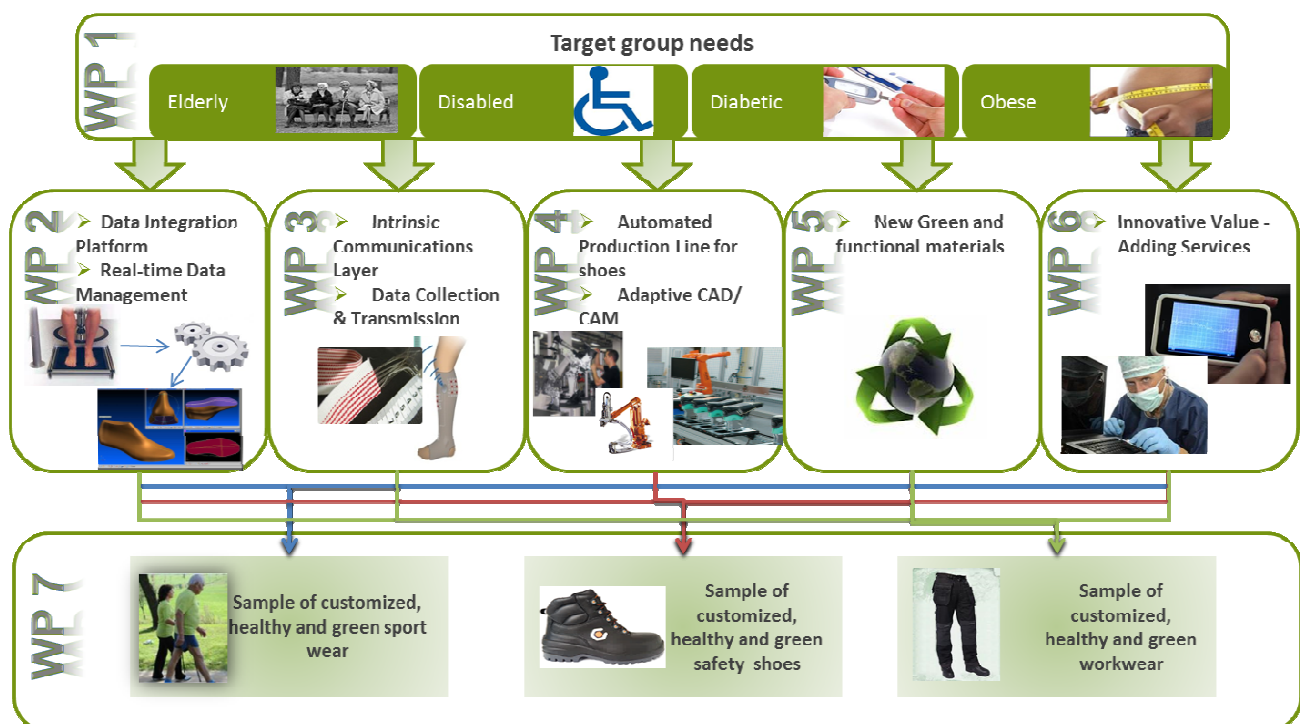 WP 1
Target group needs
Elderly
Disabled
Diabetic
Obese
WP 2
Data Integration
Platform
Real-time Data
Management
WP 3
Intrinsic
Communications
Layer
Data Collection
& Transmission
WP 4
Automated
Production Line for
shoes
Adaptive CAD/
CAM
WP 5
New Green and
functional materials
WP 6
Innovative Value -
Adding Services
WP 7
Sample of customized,
healthy and green sport
wear
Sample of
customized,
healthy and green
safety shoes
Sample of
customized,
healthy and green
workwear